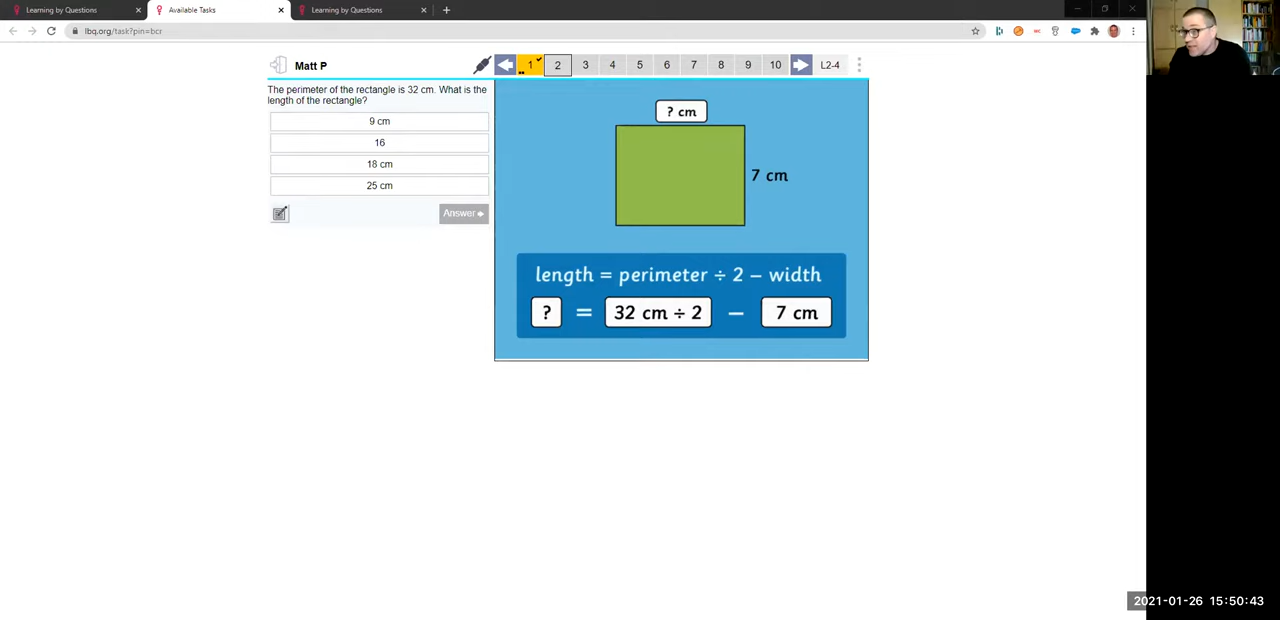 Learning by Questions
Available Tasks
Learning by Questions
lbq.org/task?pin=bcr
Matt P
1 2 3 4 5 6 7 8 9 10 L2-4
The perimeter of the rectangle is 32 cm. What is the
length of the rectangle?
9 cm
16
18 cm
25 cm
Answer
? cm
7 cm
length = perimeter ÷ 2 – width
? = 32 cm ÷ 2 – 7 cm
2021-01-26 15:50:43